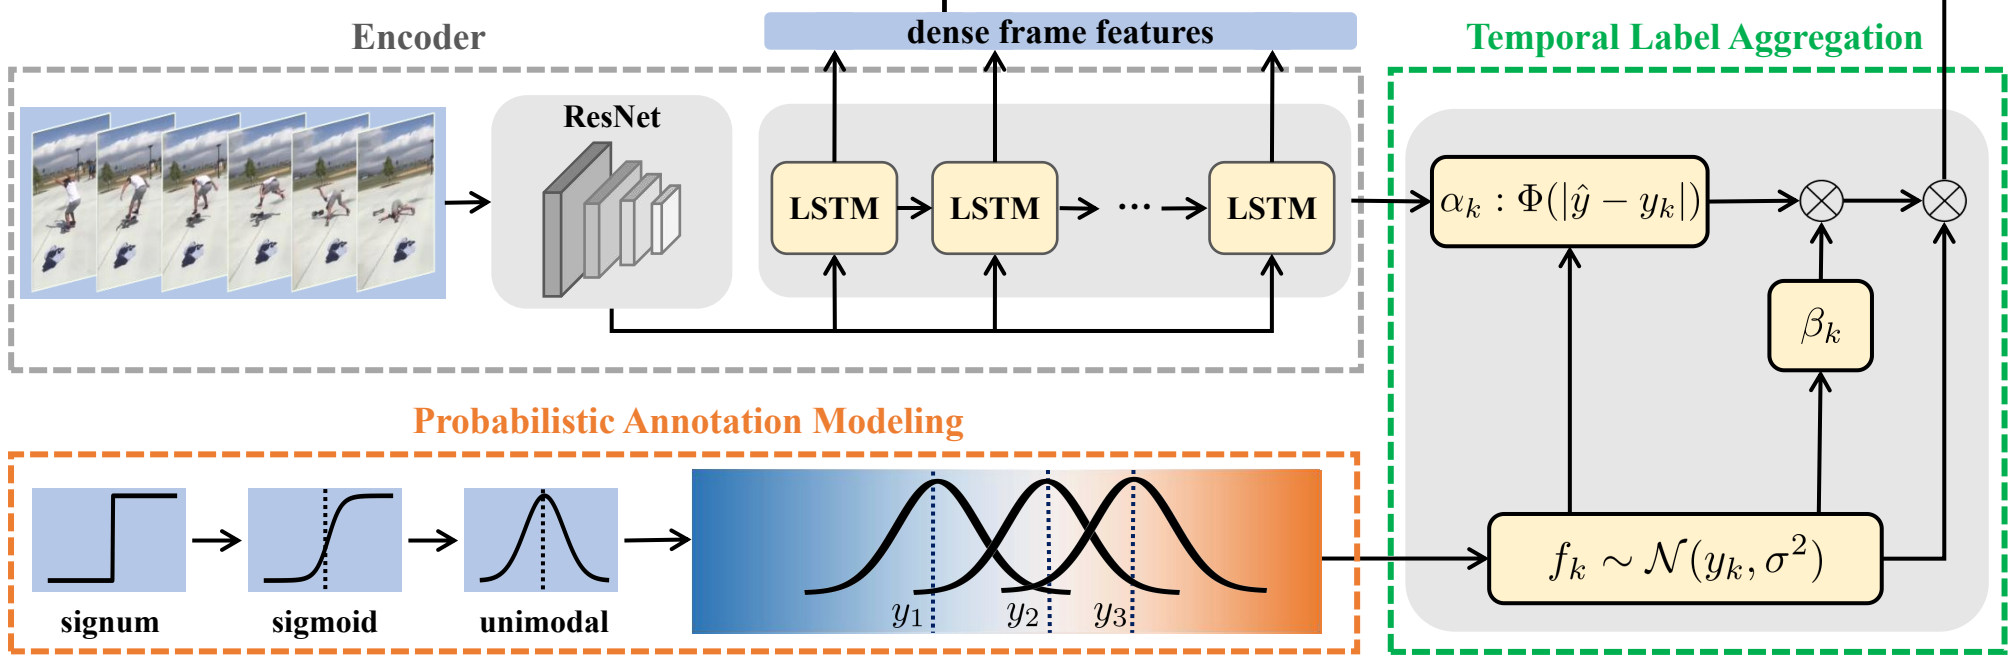 Encoder
dense frame features
Temporal Label Aggregation
ResNet
LSTM
LSTM
...
LSTM
α_k : Φ(|ŷ − y_k|)
⊗
⊗
β_k
Probabilistic Annotation Modeling
signum
sigmoid
unimodal
y_1
y_2
y_3
f_k ∼ 𝒩(y_k, σ²)